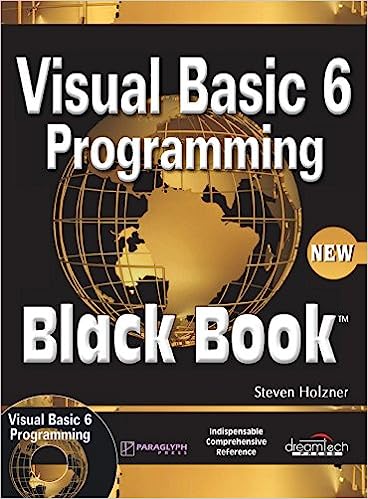 Visual Basic 6
Programming
NEW
Black Book™
Steven Holzner
Visual Basic 6
Programming
PARAGLYPH
PRESS
Indispensable
Comprehensive
Reference
dreamtech
PRESS